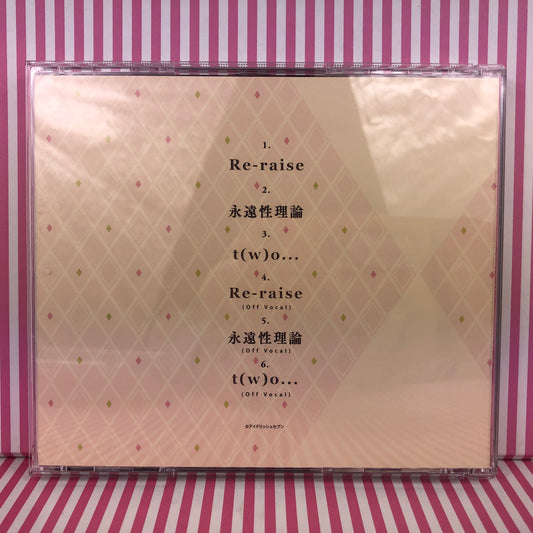 1.
Re-raise
2.
永遠性理論
3.
t(w)o...
4.
Re-raise
(Off Vocal)
5.
永遠性理論
(Off Vocal)
6.
t(w)o...
(Off Vocal)
©アイドリッシュセブン